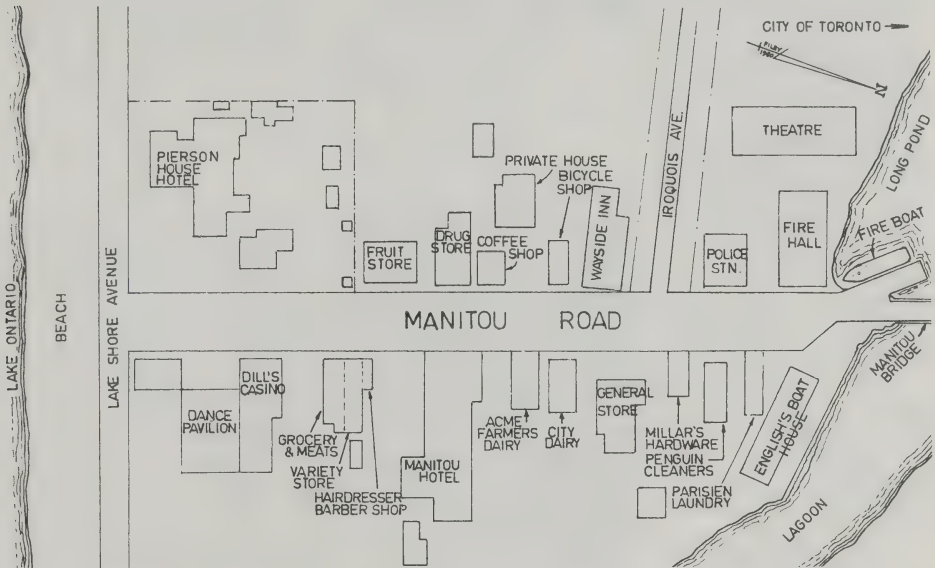 CITY OF TORONTO
N
THEATRE
LONG POND
PIERSON
HOUSE
HOTEL
PRIVATE HOUSE
BICYCLE
SHOP
IROQUOIS AVE.
WAYSIDE INN
FIRE BOAT
FIRE
HALL
DRUG
STORE
COFFEE
SHOP
FRUIT
STORE
POLICE
STN.
LAKE ONTARIO
BEACH
LAKE SHORE AVENUE
MANITOU ROAD
MANITOU
BRIDGE
DILL'S
CASINO
DANCE
PAVILION
GROCERY
& MEATS
VARIETY
STORE
HAIRDRESSER
BARBER SHOP
MANITOU
HOTEL
ACME
FARMERS
DAIRY
CITY
DAIRY
GENERAL
STORE
MILLAR'S
HARDWARE
PENGUIN
CLEANERS
PARISIEN
LAUNDRY
ENGLISH'S BOAT
HOUSE
LAGOON